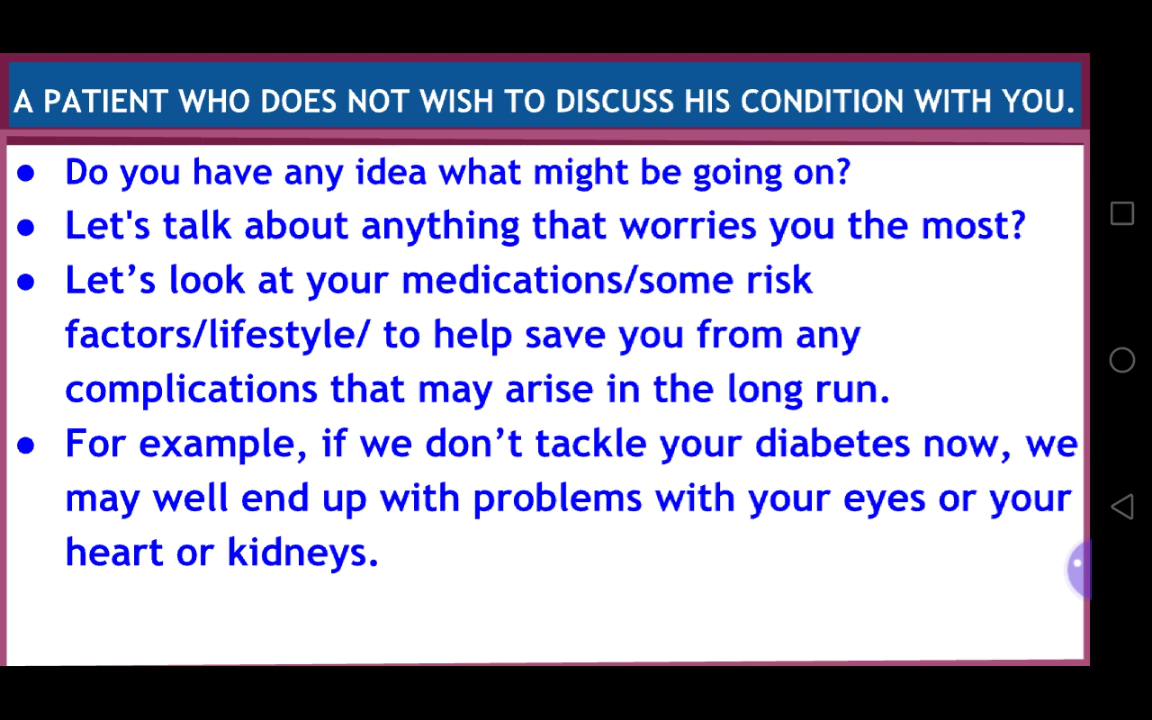 A PATIENT WHO DOES NOT WISH TO DISCUSS HIS CONDITION WITH YOU.
● Do you have any idea what might be going on?
● Let's talk about anything that worries you the most?
● Let’s look at your medications/some risk
factors/lifestyle/ to help save you from any
complications that may arise in the long run.
● For example, if we don’t tackle your diabetes now, we
may well end up with problems with your eyes or your
heart or kidneys.